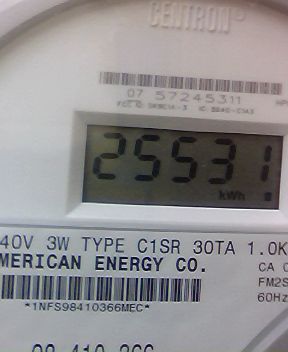 CENTRON®
07 57245311
25531
kWh
40V 3W TYPE C1SR 30TA 1.0K
MERICAN ENERGY CO.
CA
FM2S
60Hz
*1NFS98410366MEC*